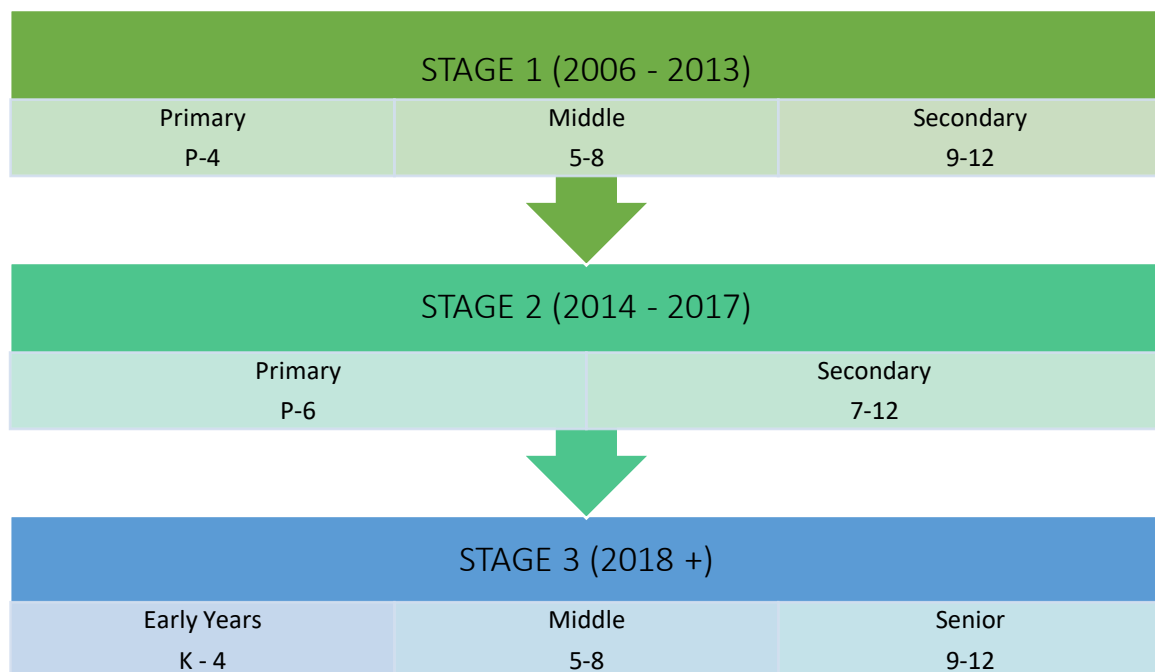 STAGE 1 (2006 - 2013)
Primary
P-4
Middle
5-8
Secondary
9-12
STAGE 2 (2014 - 2017)
Primary
P-6
Secondary
7-12
STAGE 3 (2018 +)
Early Years
K - 4
Middle
5-8
Senior
9-12